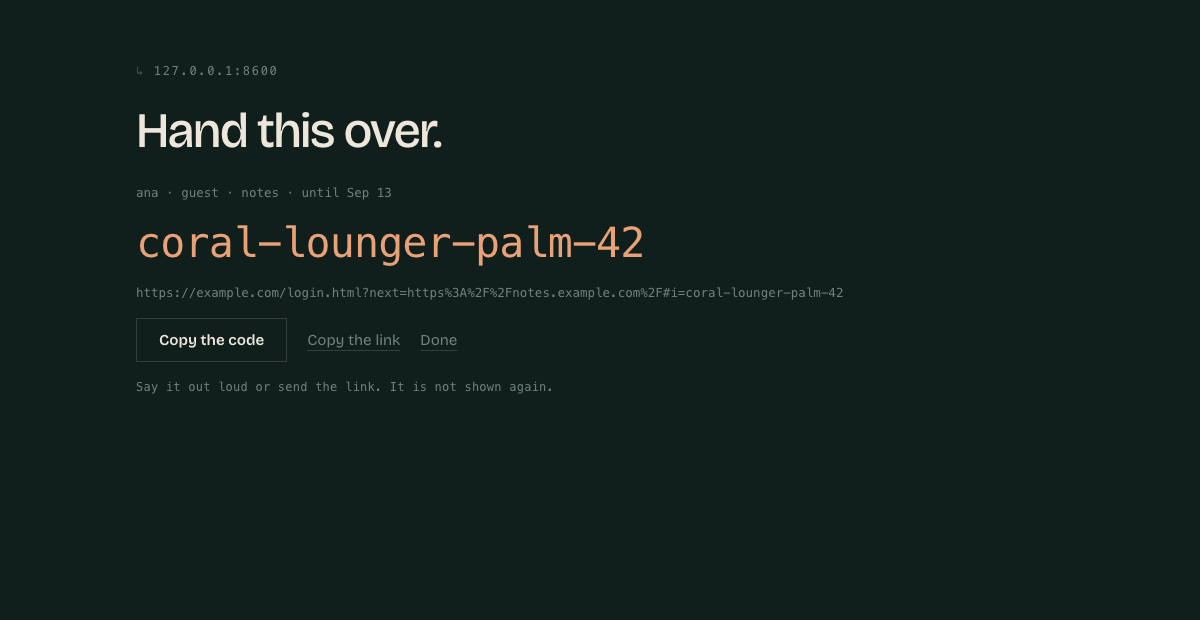 ↳ 127.0.0.1:8600
Hand this over.
ana · guest · notes · until Sep 13
coral-lounger-palm-42
https://example.com/login.html?next=https%3A%2F%2Fnotes.example.com%2F#i=coral-lounger-palm-42
Copy the code Copy the link Done
Say it out loud or send the link. It is not shown again.